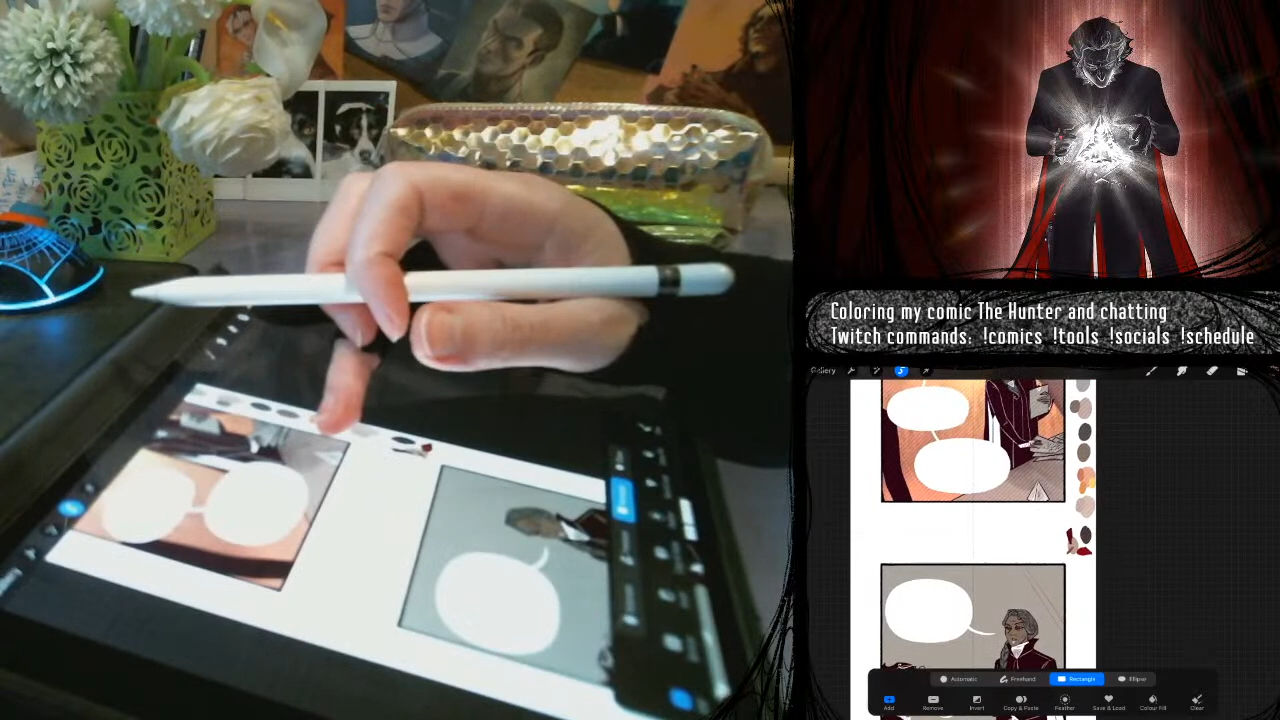 Coloring my comic The Hunter and chatting
Twitch commands: !comics !tools !socials !schedule
Gallery
Automatic Freehand Rectangle Ellipse
Add Remove Invert Copy & Paste Feather Save & Load Colour Fill Clear